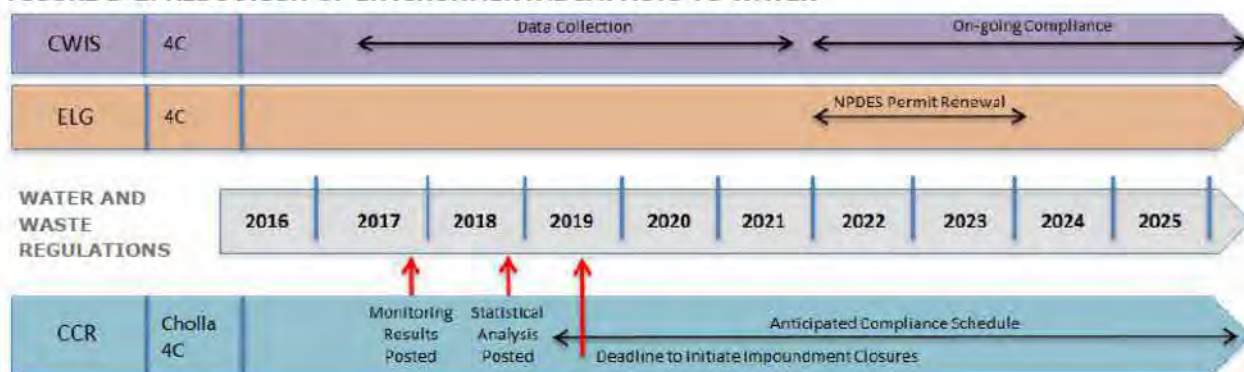 CWIS 4C Data Collection On-going Compliance
ELG 4C NPDES Permit Renewal
WATER AND
WASTE
REGULATIONS
2016 2017 2018 2019 2020 2021 2022 2023 2024 2025
CCR
Cholla
4C
Monitoring
Results
Posted
Statistical
Analysis
Posted
Anticipated Compliance Schedule
Deadline to Initiate Impoundment Closures